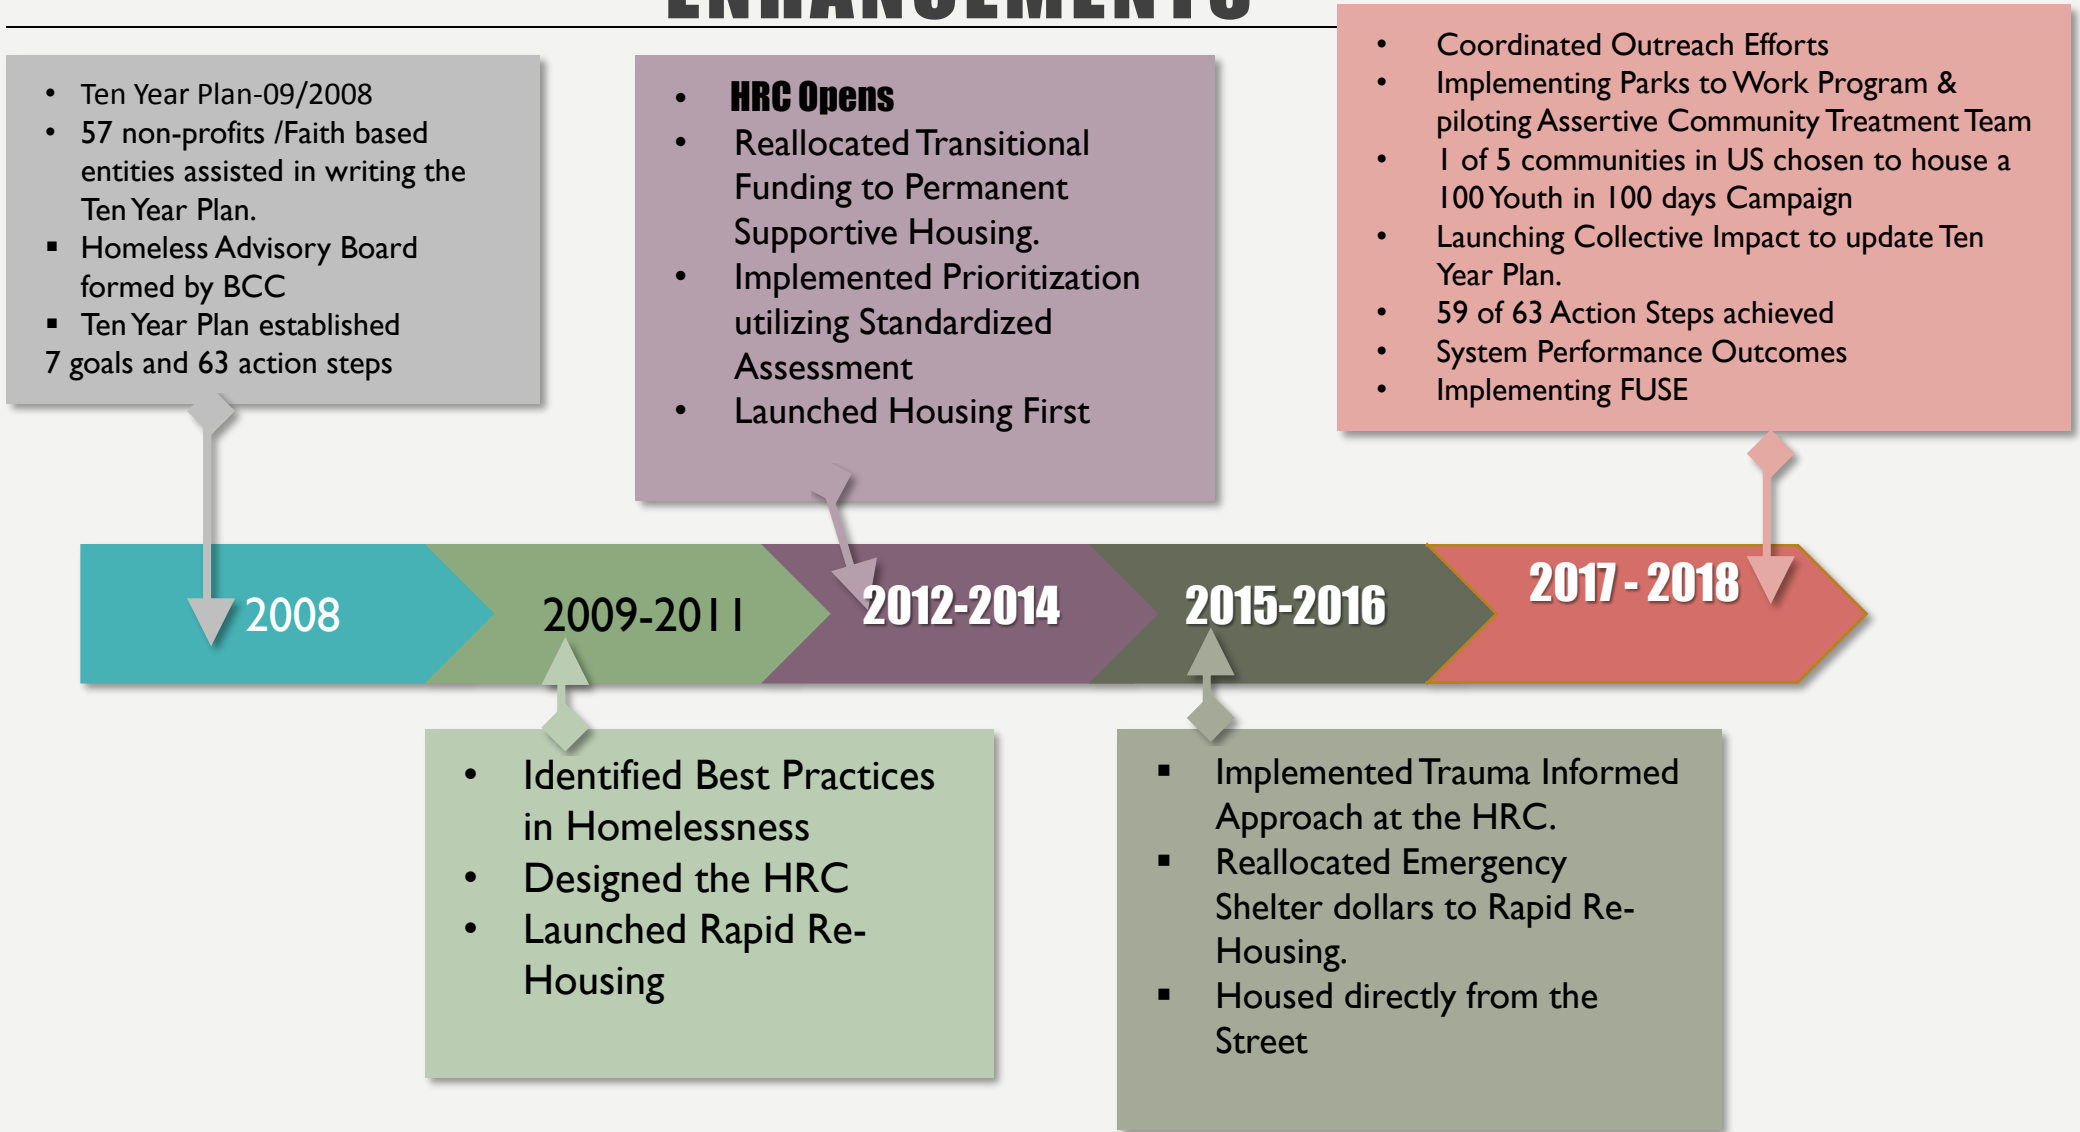 ENHANCEMENTS
• Ten Year Plan-09/2008
• 57 non-profits /Faith based
entities assisted in writing the
Ten Year Plan.
▪ Homeless Advisory Board
formed by BCC
▪ Ten Year Plan established
7 goals and 63 action steps
• HRC Opens
• Reallocated Transitional
Funding to Permanent
Supportive Housing.
• Implemented Prioritization
utilizing Standardized
Assessment
• Launched Housing First
• Coordinated Outreach Efforts
• Implementing Parks to Work Program &
piloting Assertive Community Treatment Team
• 1 of 5 communities in US chosen to house a
100 Youth in 100 days Campaign
• Launching Collective Impact to update Ten
Year Plan.
• 59 of 63 Action Steps achieved
• System Performance Outcomes
• Implementing FUSE
2008
2009-2011
2012-2014
2015-2016
2017 - 2018
• Identified Best Practices
in Homelessness
• Designed the HRC
• Launched Rapid Re-
Housing
▪ Implemented Trauma Informed
Approach at the HRC.
▪ Reallocated Emergency
Shelter dollars to Rapid Re-
Housing.
▪ Housed directly from the
Street